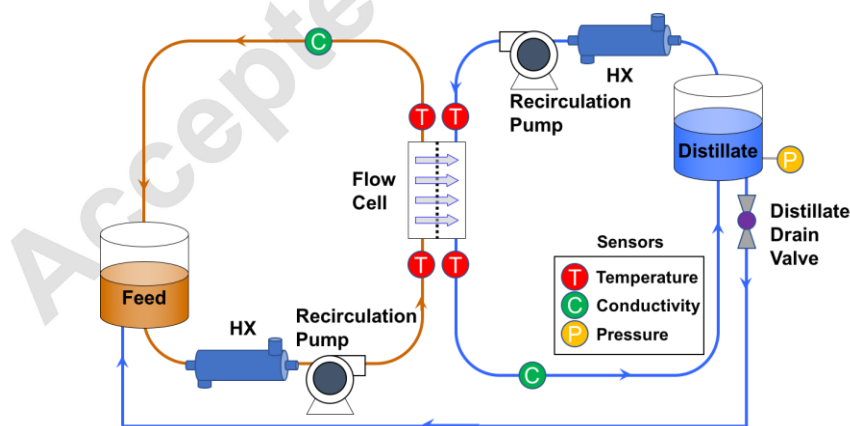 Accepte
C
HX
Recirculation
Pump
T
T
Distillate
P
Flow
Cell
Distillate
Drain
Valve
Sensors
T
T
T Temperature
C Conductivity
P Pressure
Feed
HX
Recirculation
Pump
C